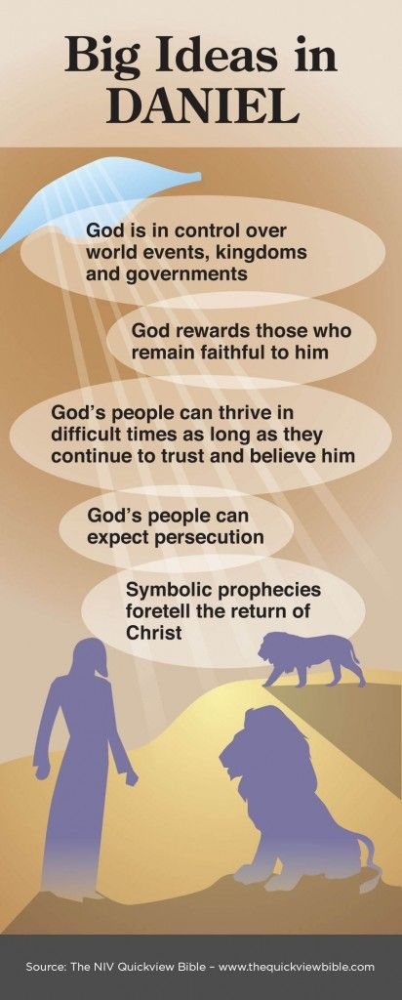 Big Ideas in
DANIEL
God is in control over
world events, kingdoms
and governments
God rewards those who
remain faithful to him
God's people can thrive in
difficult times as long as they
continue to trust and believe him
God's people can
expect persecution
Symbolic prophecies
foretell the return of
Christ
Source: The NIV Quickview Bible – www.thequickviewbible.com